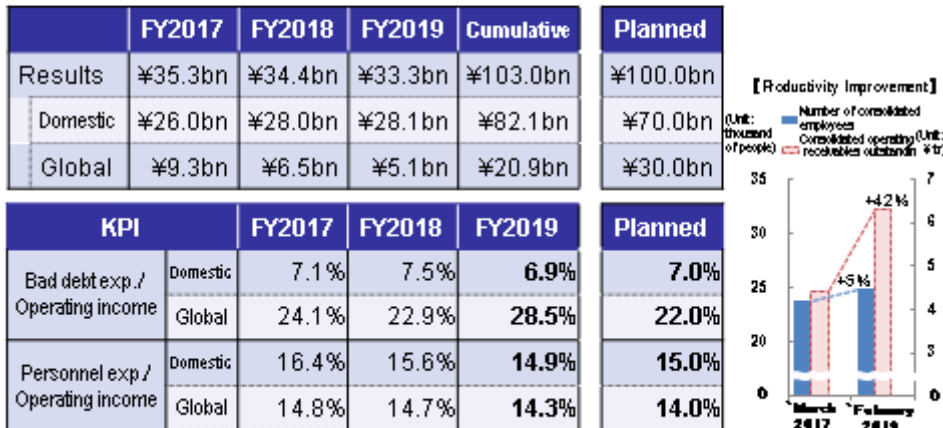 FY2017 FY2018 FY2019 Cumulative Planned
Results ¥35.3bn ¥34.4bn ¥33.3bn ¥103.0bn ¥100.0bn
Domestic ¥26.0bn ¥28.0bn ¥28.1bn ¥82.1bn ¥70.0bn
Global ¥9.3bn ¥6.5bn ¥5.1bn ¥20.9bn ¥30.0bn
KPI FY2017 FY2018 FY2019 Planned
Bad debt exp./
Operating income
Domestic 7.1% 7.5% 6.9% 7.0%
Global 24.1% 22.9% 28.5% 22.0%
Personnel exp./
Operating income
Domestic 16.4% 15.6% 14.9% 15.0%
Global 14.8% 14.7% 14.3% 14.0%
[Roductivity Improvement]
(Unit:
thousand
of people)
Number of consolidated
employees
Consolidated operating
receivables outstandin
(Unit:
¥tr)
35 7
30 6
25 5
20 4
3
0 0
+42%
+5%
March
2017
February
2019